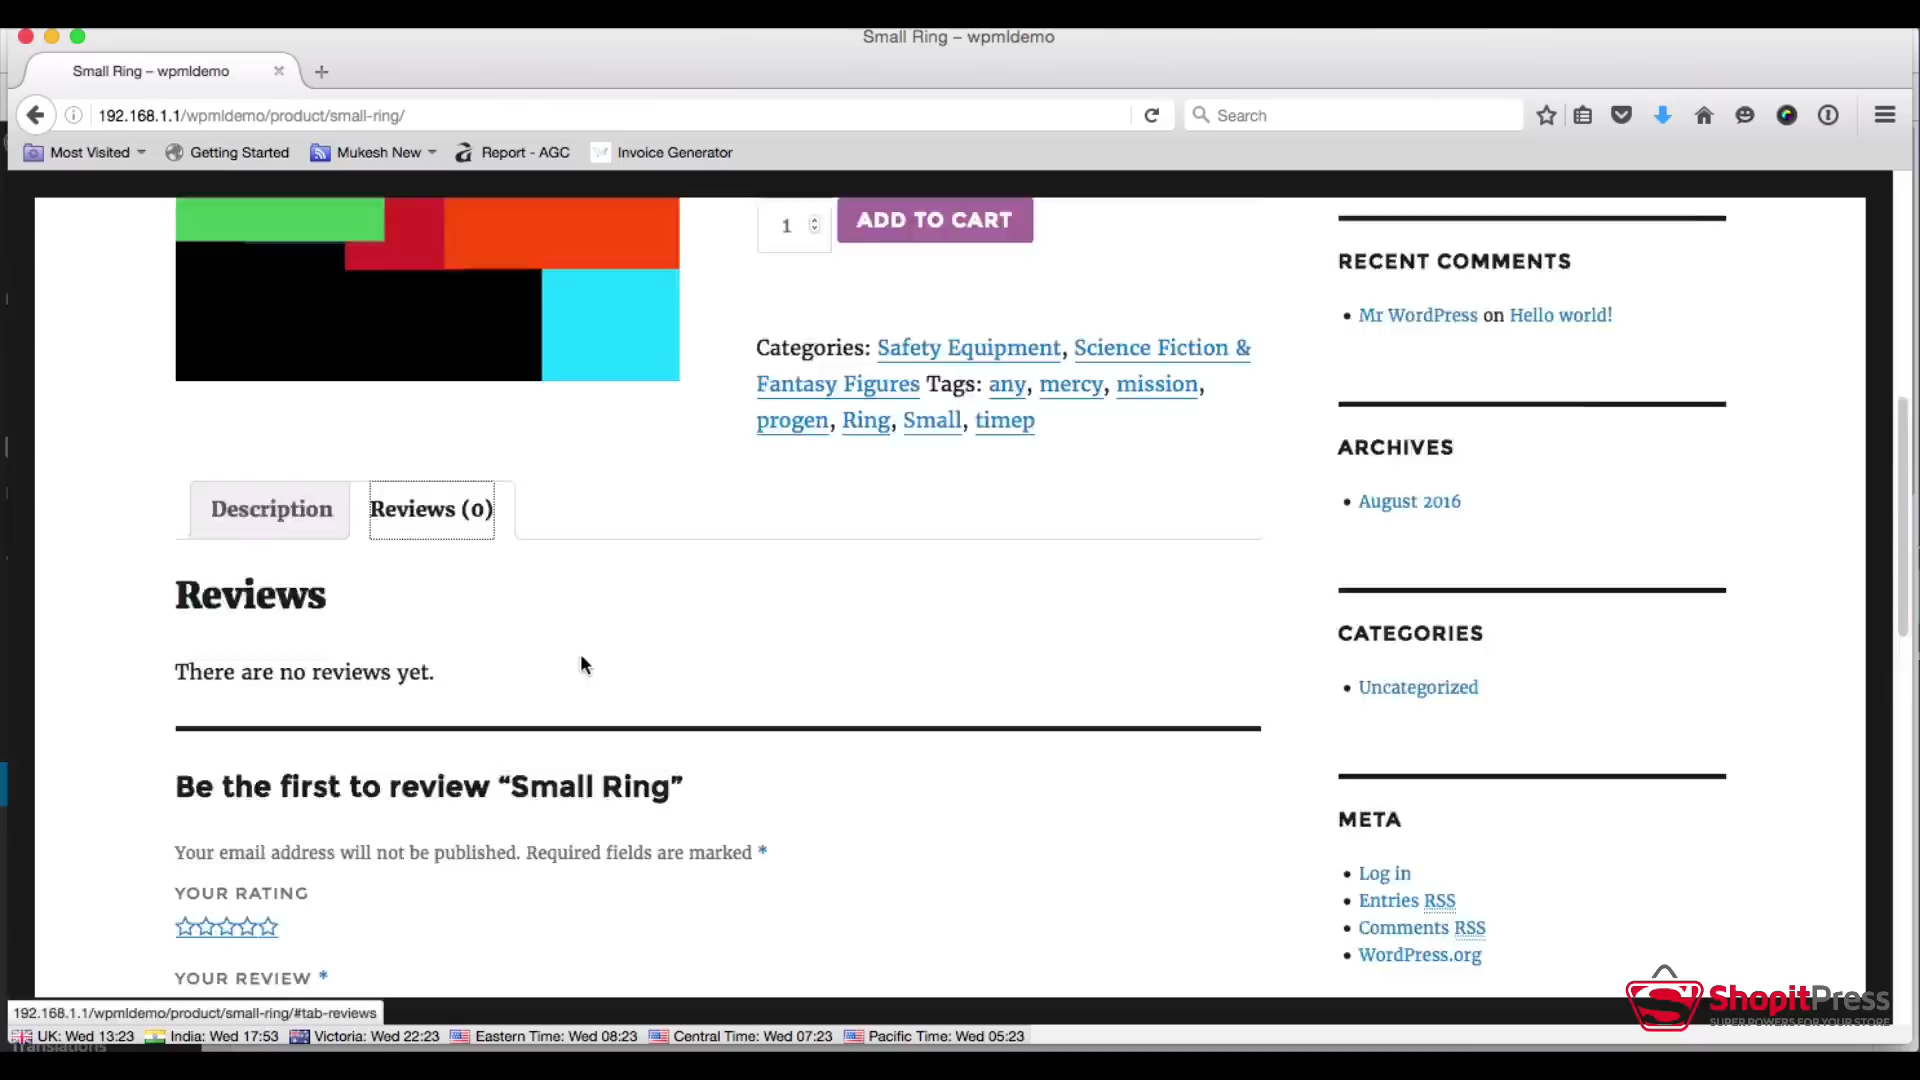 Small Ring – wpmldemo
Small Ring – wpmldemo
192.168.1.1/wpmldemo/product/small-ring/
Search
Most Visited
Getting Started
Mukesh New
Report - AGC
Invoice Generator
1
ADD TO CART
Categories: Safety Equipment, Science Fiction &
Fantasy Figures Tags: any, mercy, mission,
progen, Ring, Small, timep
Description
Reviews (0)
Reviews
There are no reviews yet.
Be the first to review “Small Ring”
Your email address will not be published. Required fields are marked *
YOUR RATING
YOUR REVIEW *
RECENT COMMENTS
Mr WordPress on Hello world!
ARCHIVES
August 2016
CATEGORIES
Uncategorized
META
Log in
Entries RSS
Comments RSS
WordPress.org
ShopitPress
SUPER POWERS FOR YOUR STORE
192.168.1.1/wpmldemo/product/small-ring/#tab-reviews
UK: Wed 13:23 India: Wed 17:53 Victoria: Wed 22:23 Eastern Time: Wed 08:23 Central Time: Wed 07:23 Pacific Time: Wed 05:23
Translations